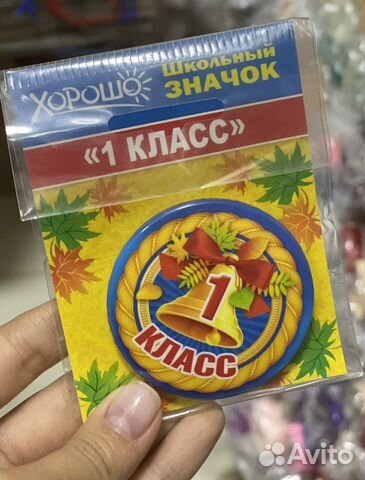 ХОРОШО
Школьный
ЗНАЧОК
«1 КЛАСС»
1
КЛАСС
Avito